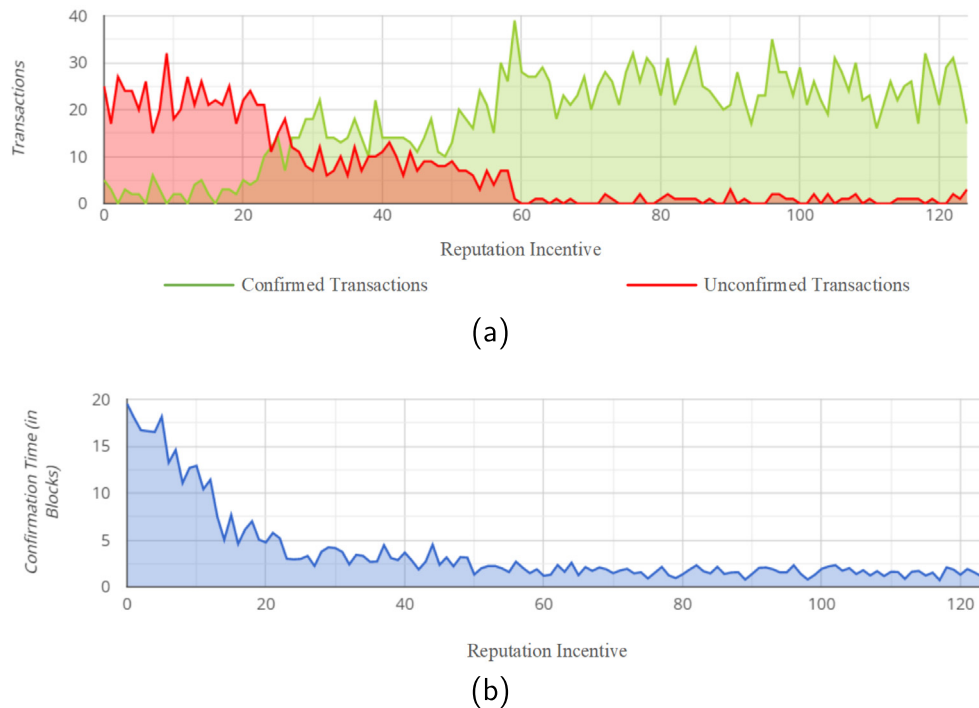 40
30
20
10
0
Transactions
0 20 40 60 80 100 120
Reputation Incentive
Confirmed Transactions Unconfirmed Transactions
(a)
20
15
10
5
0
Confirmation Time (in
Blocks)
0 20 40 60 80 100 120
Reputation Incentive
(b)